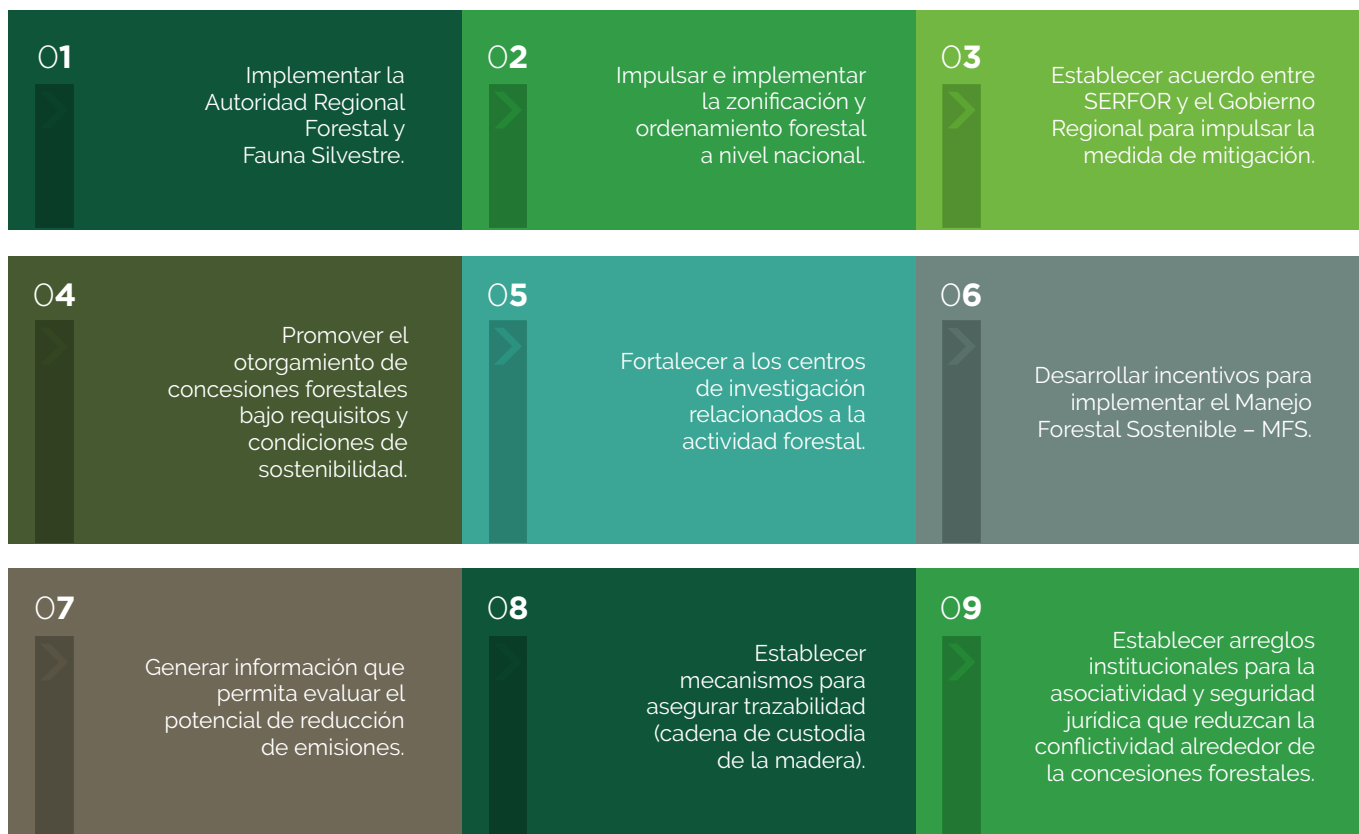 01
Implementar la
Autoridad Regional
Forestal y
Fauna Silvestre.
02
Impulsar e implementar
la zonificación y
ordenamiento forestal
a nivel nacional.
03
Establecer acuerdo entre
SERFOR y el Gobierno
Regional para impulsar la
medida de mitigación.
04
Promover el
otorgamiento de
concesiones forestales
bajo requisitos y
condiciones de
sostenibilidad.
05
Fortalecer a los centros
de investigación
relacionados a la
actividad forestal.
06
Desarrollar incentivos para
implementar el Manejo
Forestal Sostenible – MFS.
07
Generar información que
permita evaluar el
potencial de reducción
de emisiones.
08
Establecer
mecanismos para
asegurar trazabilidad
(cadena de custodia
de la madera).
09
Establecer arreglos
institucionales para la
asociatividad y seguridad
jurídica que reduzcan la
conflictividad alrededor de
la concesiones forestales.